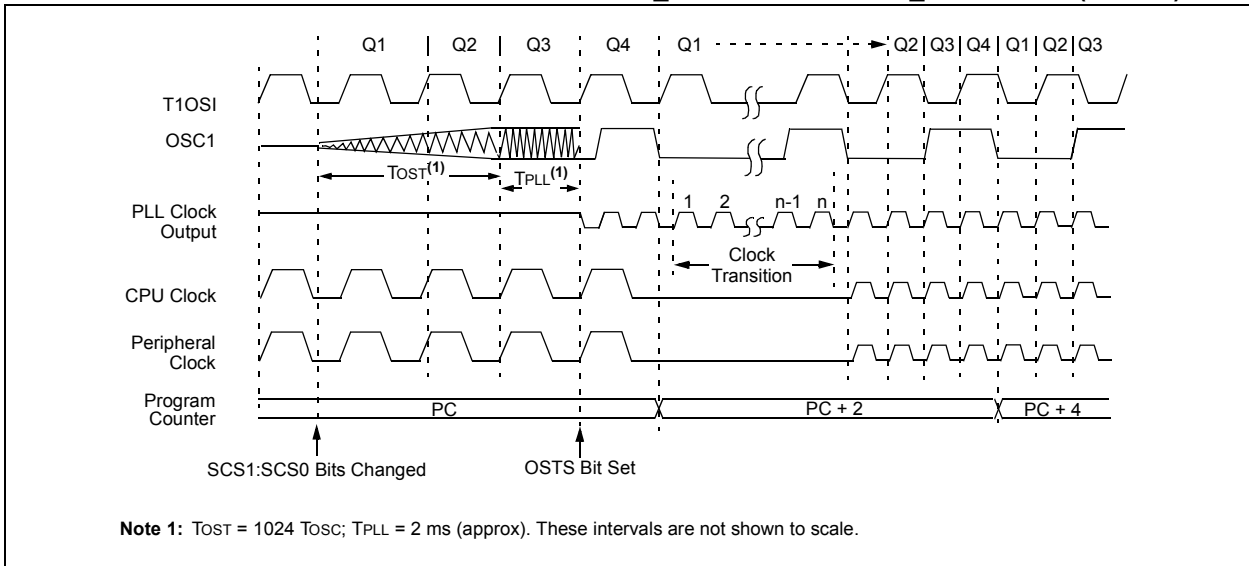 Q1 Q2 Q3 Q4 Q1 Q2 Q3 Q4 Q1 Q2 Q3
T1OSI
OSC1
TOST(1) TPLL(1)
PLL Clock
Output
1 2 n-1 n
Clock
Transition
CPU Clock
Peripheral
Clock
Program
Counter
PC PC + 2 PC + 4
SCS1:SCS0 Bits Changed OSTS Bit Set
Note 1: TOST = 1024 TOSC; TPLL = 2 ms (approx). These intervals are not shown to scale.